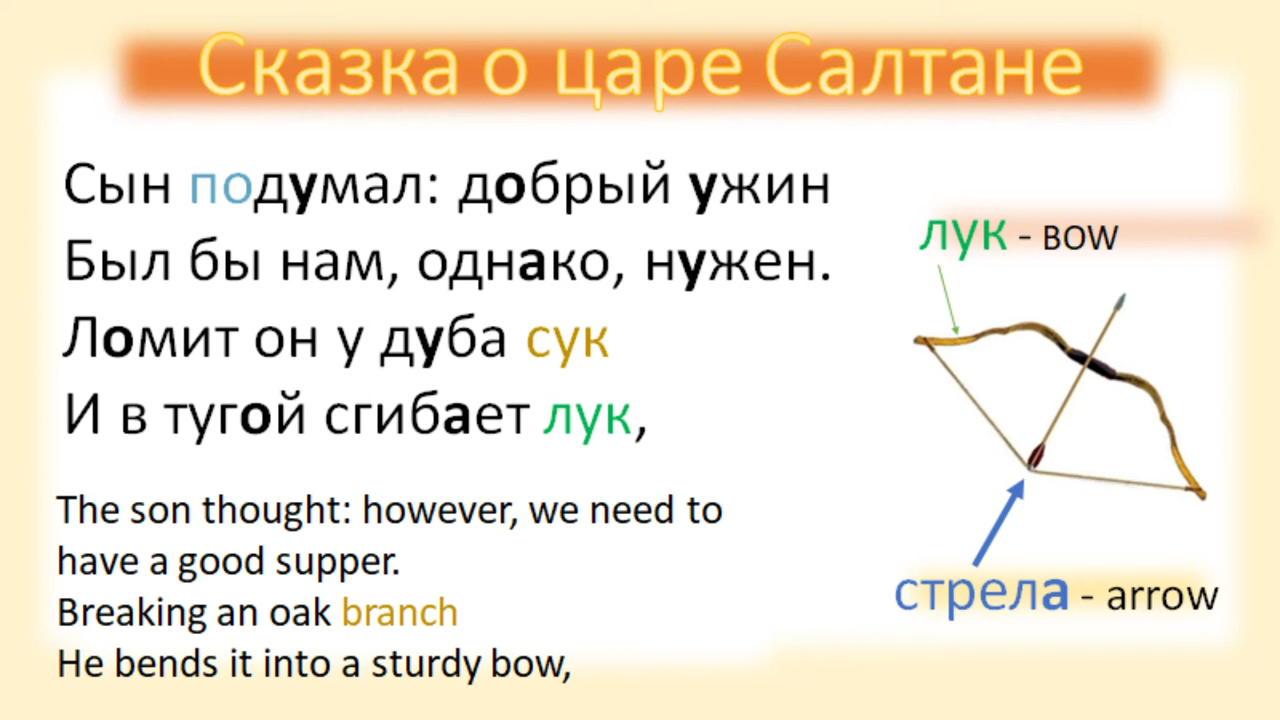 Сказка о царе Салтане
Сын подумал: добрый ужин
Был бы нам, однако, нужен.
Ломит он у дуба сук
И в тугой сгибает лук,
The son thought: however, we need to
have a good supper.
Breaking an oak branch
He bends it into a sturdy bow,
лук - BOW
стрела - arrow